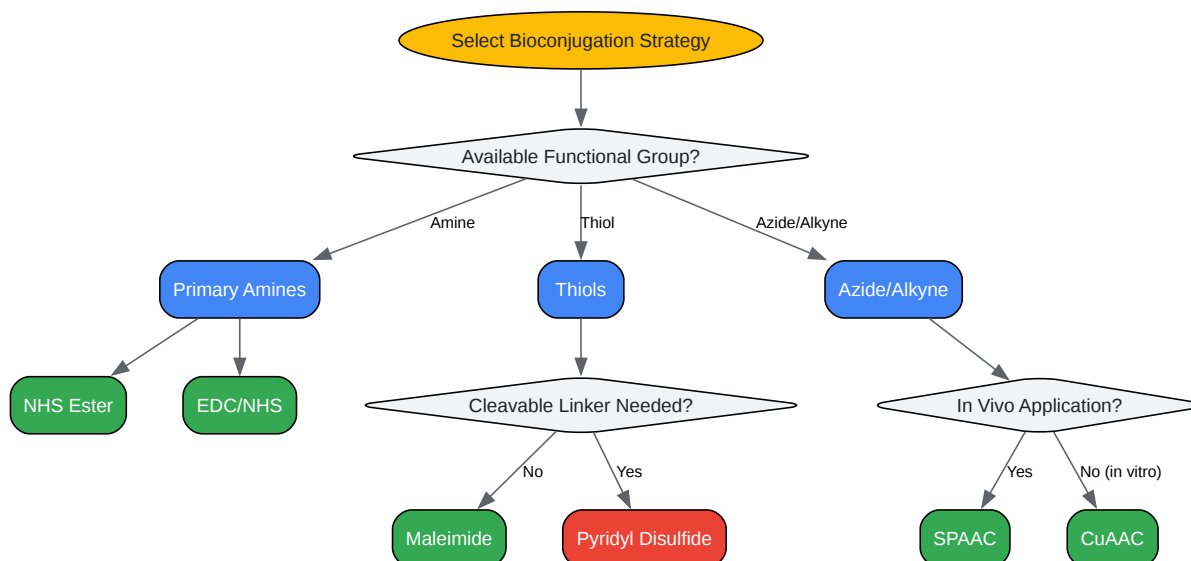 Select Bioconjugation Strategy
Available Functional Group?
Amine
Thiol
Azide/Alkyne
Primary Amines
Thiols
Azide/Alkyne
NHS Ester
EDC/NHS
Cleavable Linker Needed?
In Vivo Application?
No
Yes
Yes
No (in vitro)
Maleimide
Pyridyl Disulfide
SPAAC
CuAAC